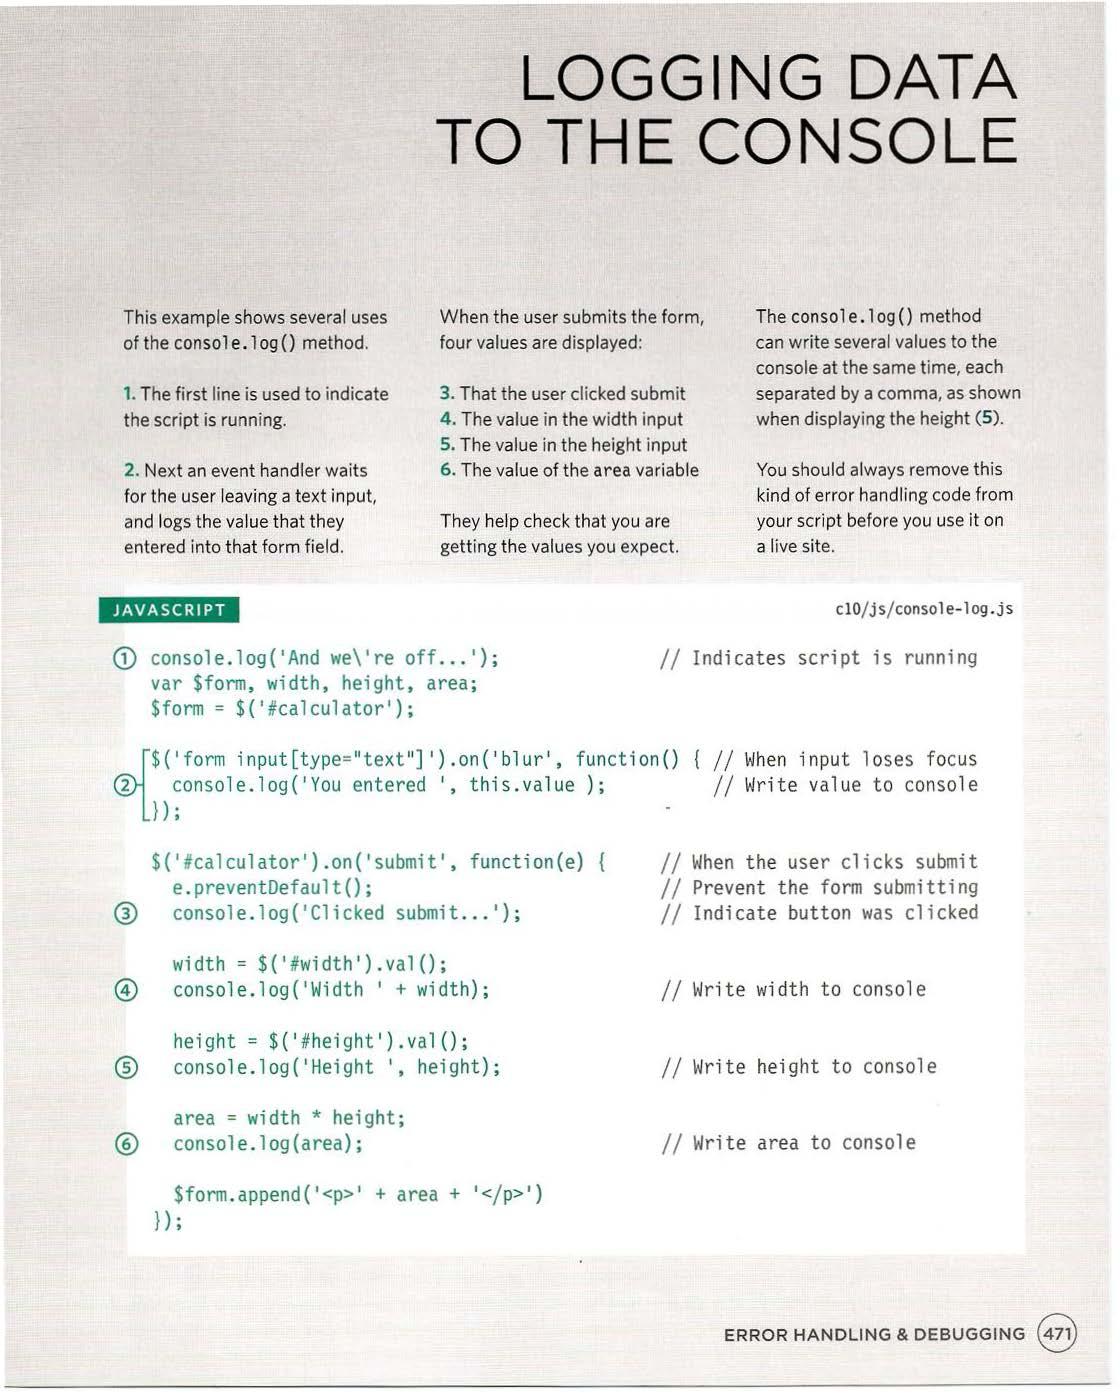 LOGGING DATA
TO THE CONSOLE
This example shows several uses
of the console.log() method.
1. The first line is used to indicate
the script is running.
2. Next an event handler waits
for the user leaving a text input,
and logs the value that they
entered into that form field.
When the user submits the form,
four values are displayed:
3. That the user clicked submit
4. The value in the width input
5. The value in the height input
6. The value of the area variable
They help check that you are
getting the values you expect.
The console.log() method
can write several values to the
console at the same time, each
separated by a comma, as shown
when displaying the height (5).
You should always remove this
kind of error handling code from
your script before you use it on
a live site.
JAVASCRIPT c10/js/console-log.js
1 console.log('And we\'re off...'); // Indicates script is running
var $form, width, height, area;
$form = $('#calculator');
$('form input[type="text"]').on('blur', function() { // When input loses focus
2 console.log('You entered ', this.value ); // Write value to console
});
$('#calculator').on('submit', function(e) { // When the user clicks submit
e.preventDefault(); // Prevent the form submitting
3 console.log('Clicked submit...'); // Indicate button was clicked
width = $('#width').val();
4 console.log('Width ' + width); // Write width to console
height = $('#height').val();
5 console.log('Height ', height); // Write height to console
area = width * height;
6 console.log(area); // Write area to console
$form.append('<p>' + area + '</p>')
});
ERROR HANDLING & DEBUGGING 471